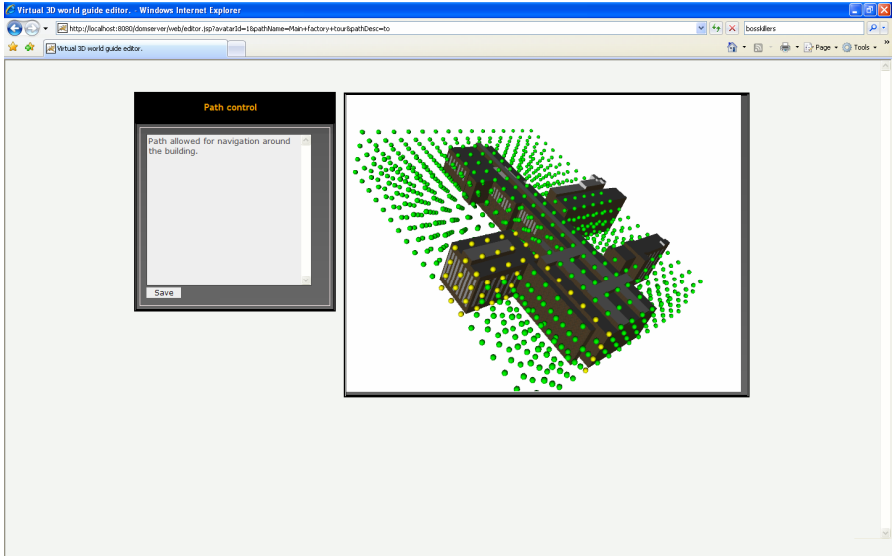 Virtual 3D world guide editor. - Windows Internet Explorer
http://localhost:8080/domserver/web/editor.jsp?avatarId=1&pathName=Main+factory+tour&pathDesc=to
bosskillers
Virtual 3D world guide editor.
Page
Tools
Path control
Path allowed for navigation around
the building.
Save